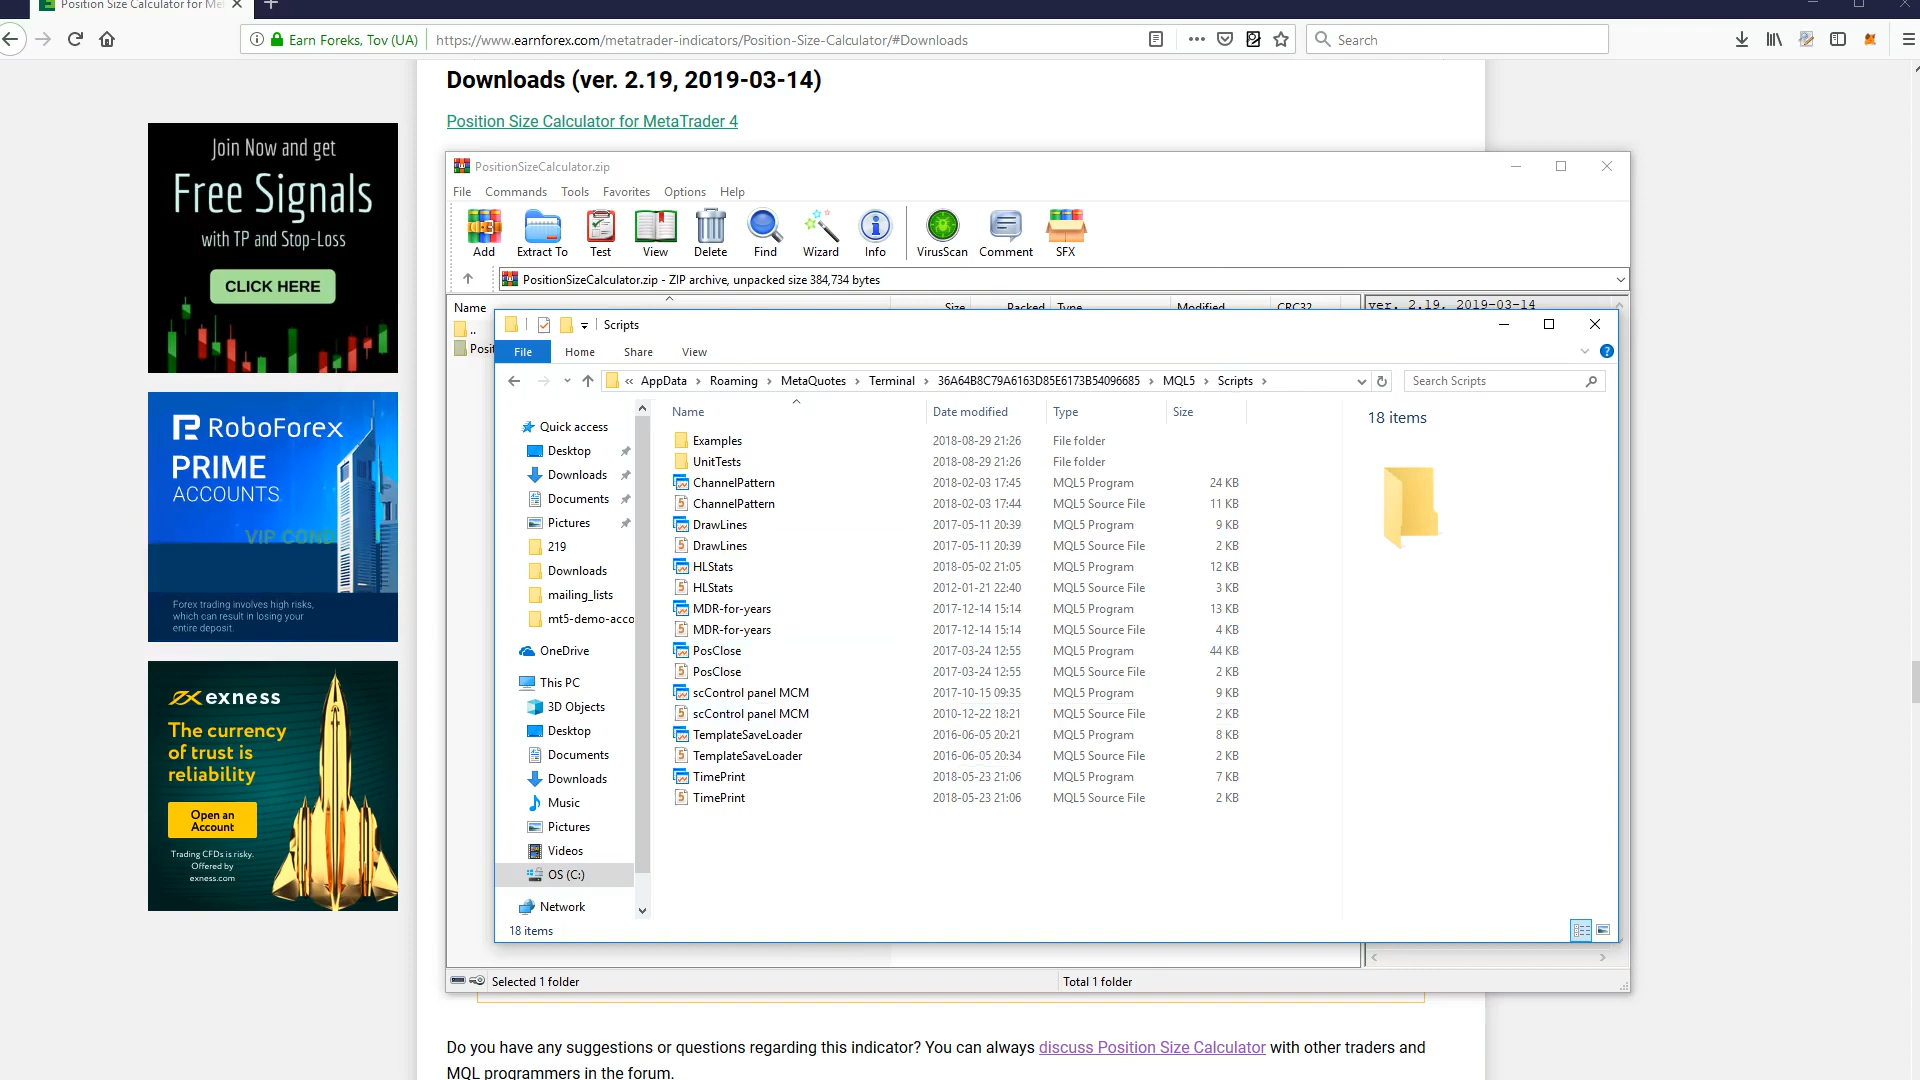 Position Size Calculator for Me
Earn Foreks, Tov (UA)
https://www.earnforex.com/metatrader-indicators/Position-Size-Calculator/#Downloads
Search
Downloads (ver. 2.19, 2019-03-14)
Position Size Calculator for MetaTrader 4
Join Now and get
Free Signals
with TP and Stop-Loss
CLICK HERE
RoboForex
PRIME
ACCOUNTS
VIP COND
Forex trading involves high risks,
which can result in losing your
entire deposit.
exness
The currency
of trust is
reliability
Open an
Account
Trading CFDs is risky.
Offered by
exness.com
PositionSizeCalculator.zip
File Commands Tools Favorites Options Help
Add Extract To Test View Delete Find Wizard Info VirusScan Comment SFX
PositionSizeCalculator.zip - ZIP archive, unpacked size 384,734 bytes
Name Size Packed Type Modified CRC32
ver. 2.19, 2019-03-14
..
Posit
Scripts
File Home Share View
« AppData › Roaming › MetaQuotes › Terminal › 36A64B8C79A6163D85E6173B54096685 › MQL5 › Scripts ›
Search Scripts
Quick access
Desktop
Downloads
Documents
Pictures
219
Downloads
mailing_lists
mt5-demo-acco
OneDrive
This PC
3D Objects
Desktop
Documents
Downloads
Music
Pictures
Videos
OS (C:)
Network
Name Date modified Type Size
Examples 2018-08-29 21:26 File folder
UnitTests 2018-08-29 21:26 File folder
ChannelPattern 2018-02-03 17:45 MQL5 Program 24 KB
ChannelPattern 2018-02-03 17:44 MQL5 Source File 11 KB
DrawLines 2017-05-11 20:39 MQL5 Program 9 KB
DrawLines 2017-05-11 20:39 MQL5 Source File 2 KB
HLStats 2018-05-02 21:05 MQL5 Program 12 KB
HLStats 2012-01-21 22:40 MQL5 Source File 3 KB
MDR-for-years 2017-12-14 15:14 MQL5 Program 13 KB
MDR-for-years 2017-12-14 15:14 MQL5 Source File 4 KB
PosClose 2017-03-24 12:55 MQL5 Program 44 KB
PosClose 2017-03-24 12:55 MQL5 Source File 2 KB
scControl panel MCM 2017-10-15 09:35 MQL5 Program 9 KB
scControl panel MCM 2010-12-22 18:21 MQL5 Source File 2 KB
TemplateSaveLoader 2016-06-05 20:21 MQL5 Program 8 KB
TemplateSaveLoader 2016-06-05 20:34 MQL5 Source File 2 KB
TimePrint 2018-05-23 21:06 MQL5 Program 7 KB
TimePrint 2018-05-23 21:06 MQL5 Source File 2 KB
18 items
18 items
Selected 1 folder
Total 1 folder
Do you have any suggestions or questions regarding this indicator? You can always discuss Position Size Calculator with other traders and
MQL programmers in the forum.